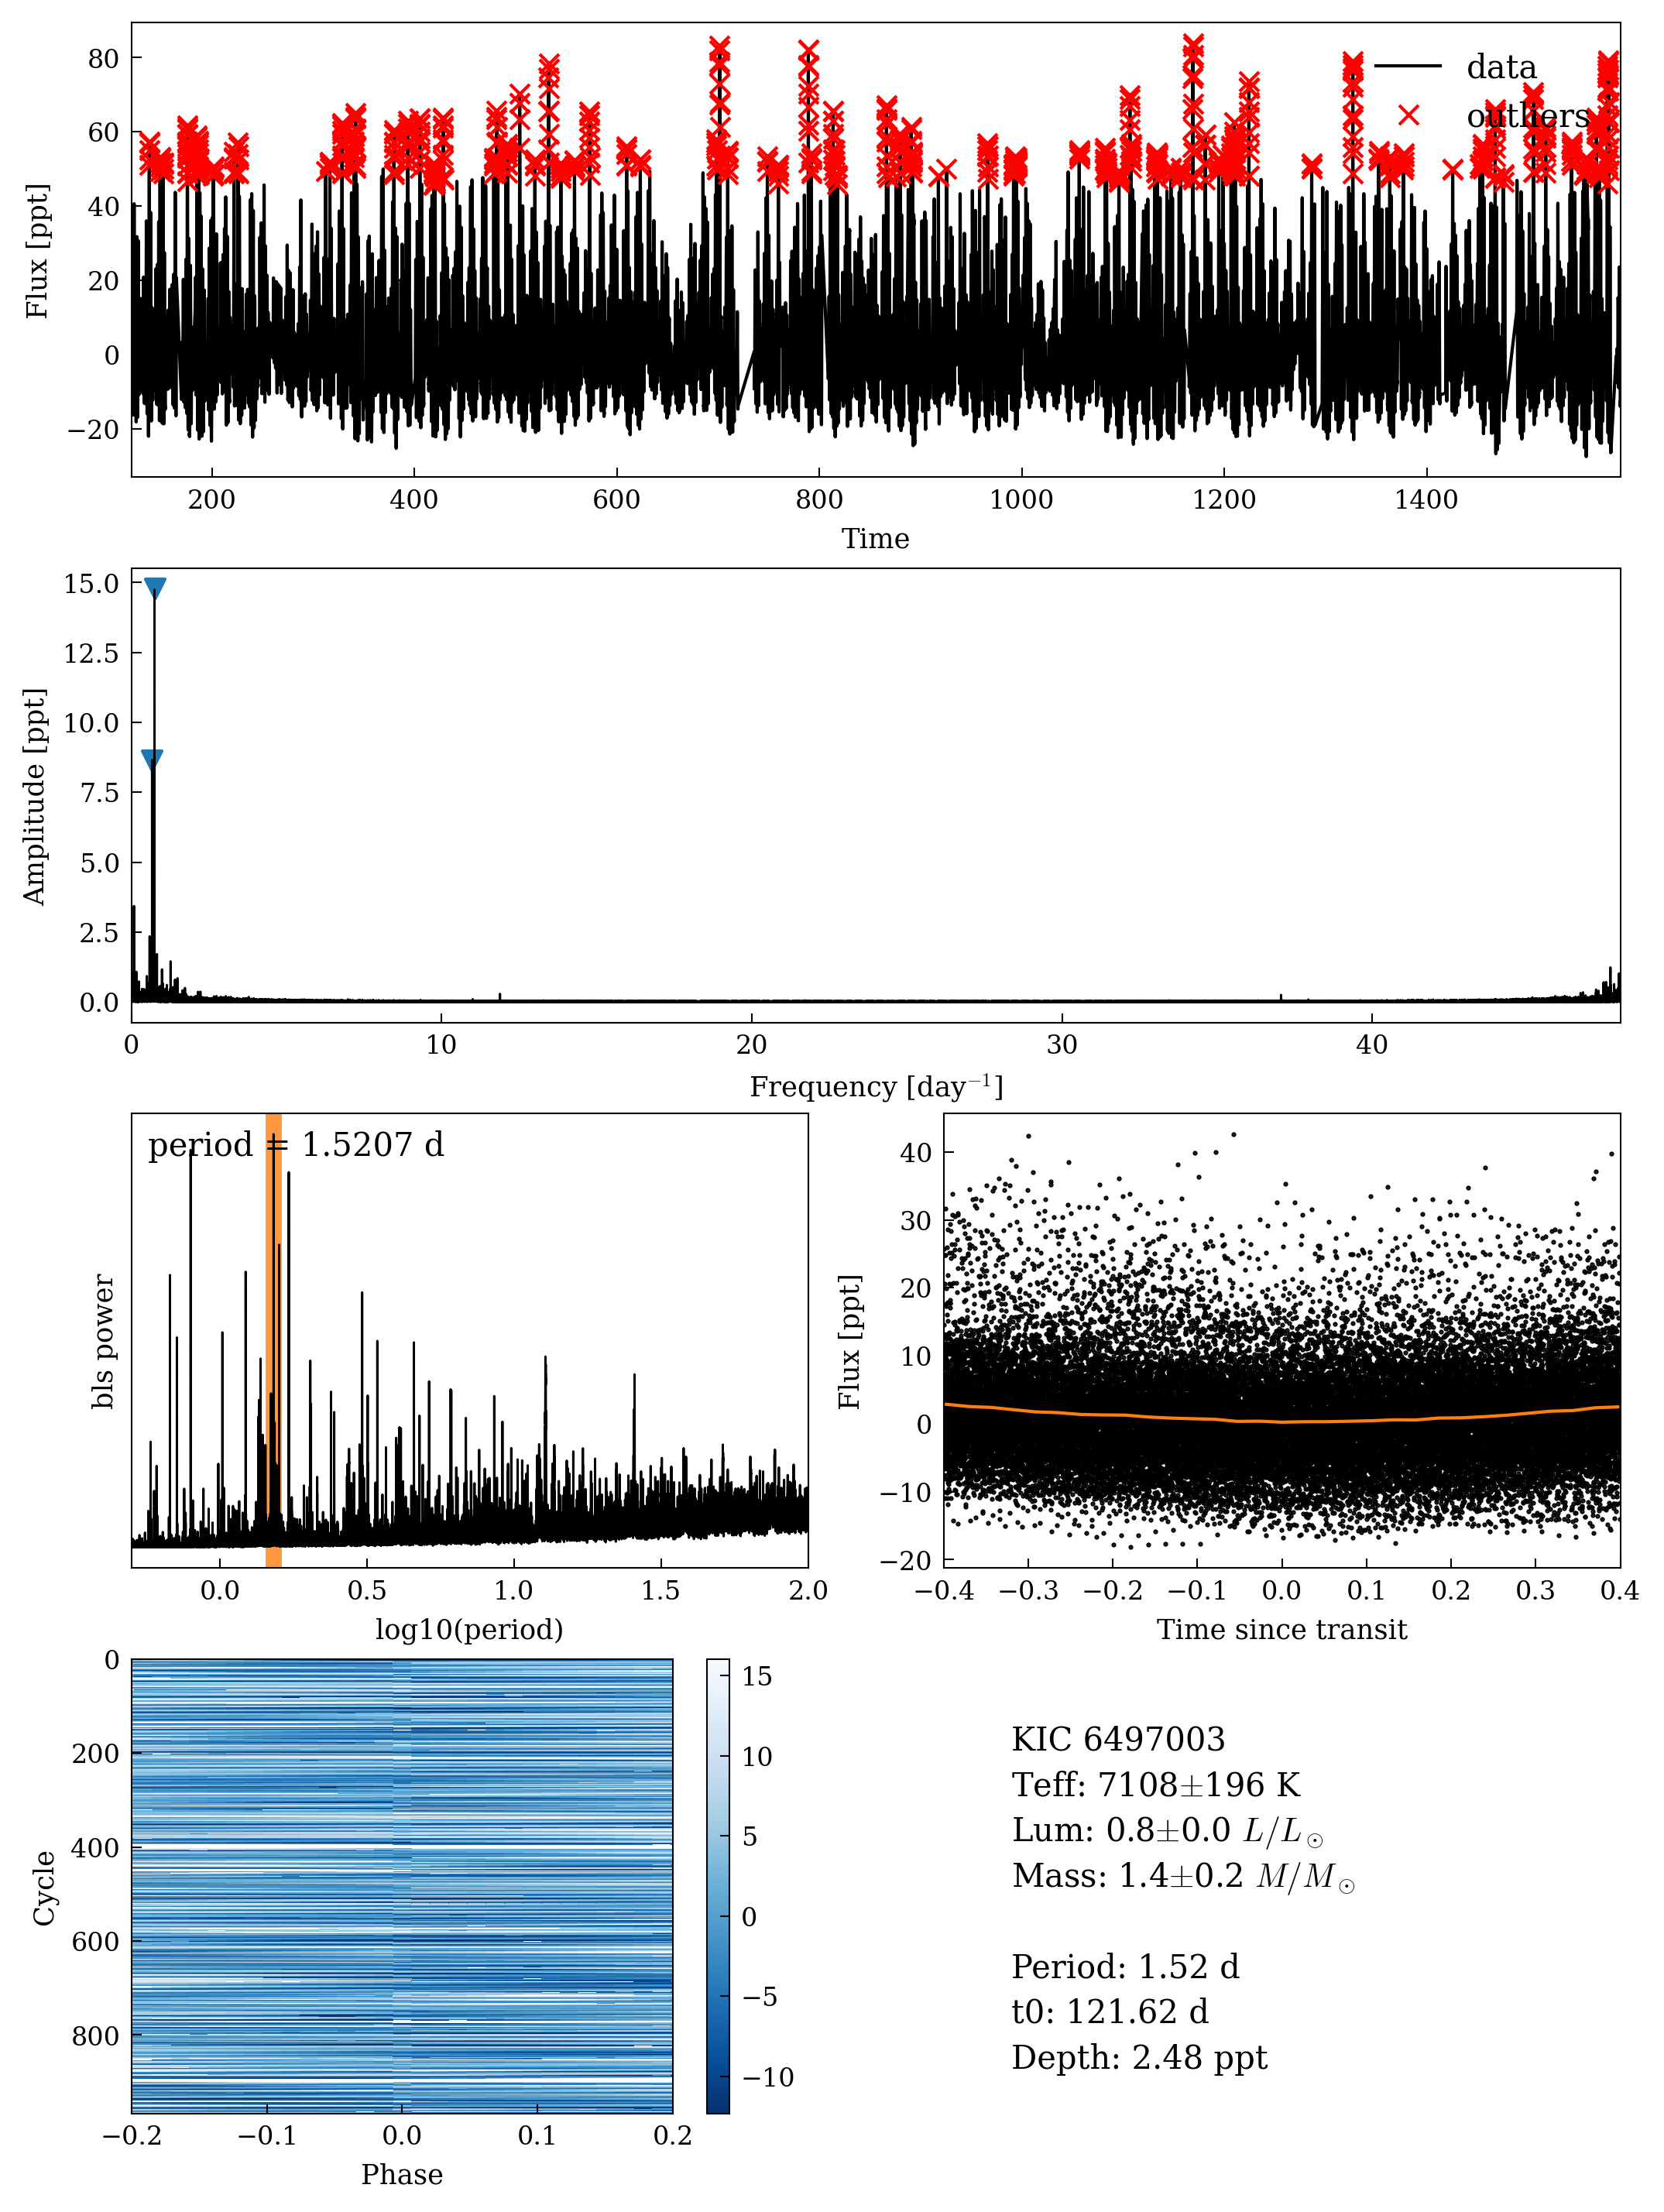 80
60
40
20
0
−20
Flux [ppt]
data
outliers
200 400 600 800 1000 1200 1400
Time
15.0
12.5
10.0
7.5
5.0
2.5
0.0
Amplitude [ppt]
0 10 20 30 40
Frequency [day⁻¹]
period = 1.5207 d
bls power
0.0 0.5 1.0 1.5 2.0
log10(period)
40
30
20
10
0
−10
−20
Flux [ppt]
−0.4 −0.3 −0.2 −0.1 0.0 0.1 0.2 0.3 0.4
Time since transit
0
200
400
600
800
Cycle
−0.2 −0.1 0.0 0.1 0.2
Phase
15
10
5
0
−5
−10
KIC 6497003
Teff: 7108±196 K
Lum: 0.8±0.0 L/L⊙
Mass: 1.4±0.2 M/M⊙
Period: 1.52 d
t0: 121.62 d
Depth: 2.48 ppt